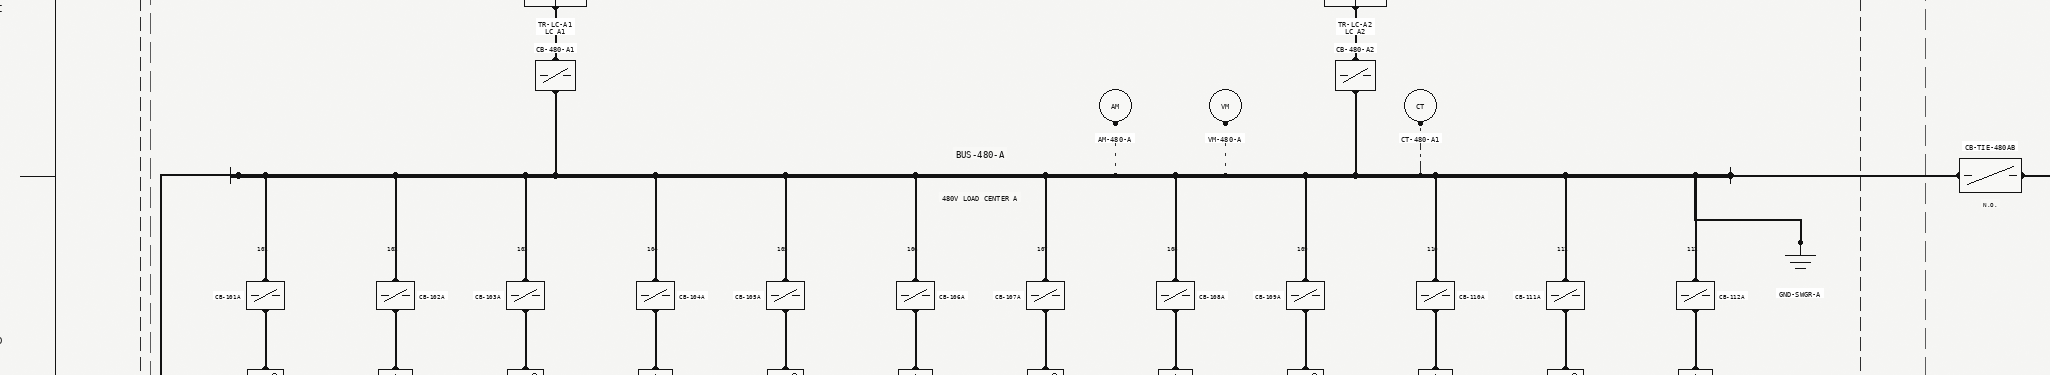 TR-LC-A1
LC A1
TR-LC-A2
LC A2
CB-480-A1
CB-480-A2
AM
VM
CT
AM-480-A
VM-480-A
CT-480-A1
CB-TIE-480AB
BUS-480-A
480V LOAD CENTER A
N.O.
CB-101A
CB-102A
CB-103A
CB-104A
CB-105A
CB-106A
CB-107A
CB-108A
CB-109A
CB-110A
CB-111A
CB-112A
GND-SWGR-A